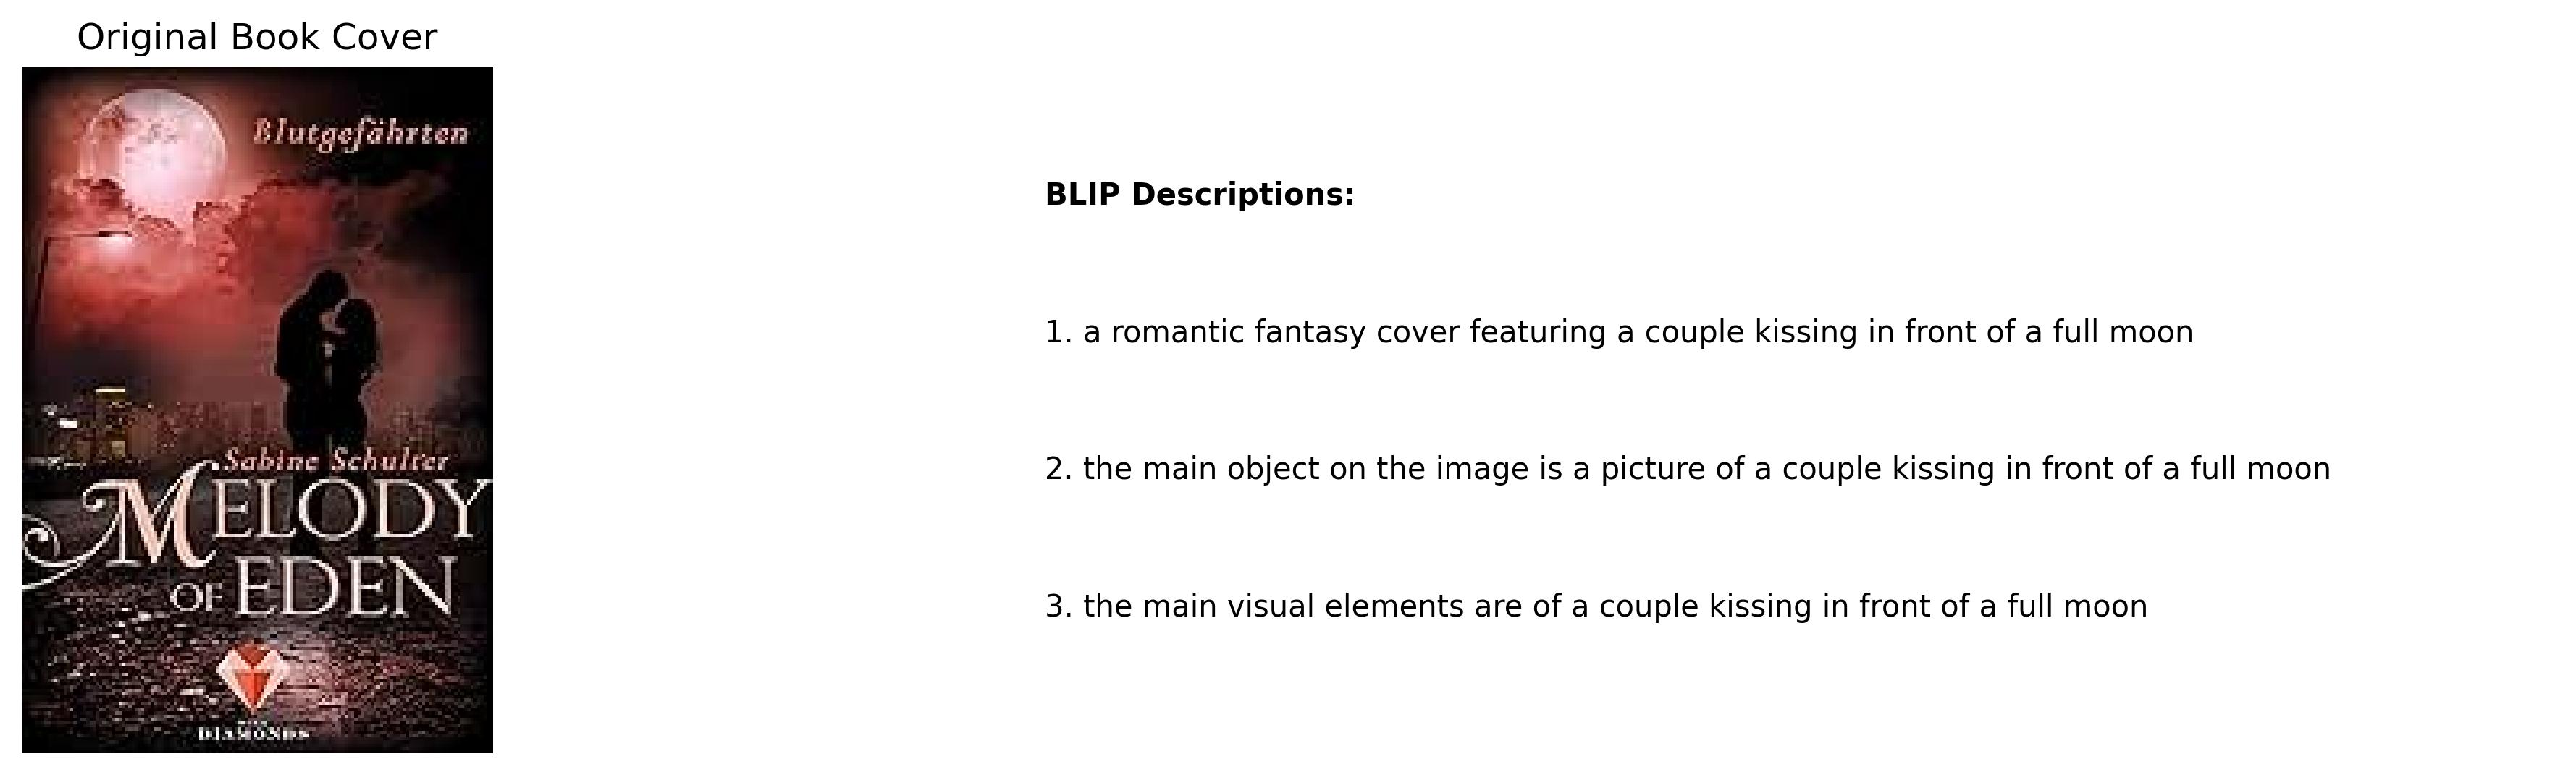 Original Book Cover
Blutgefährten
Sabine Schulter
MELODY
OF EDEN
DIAMONDS
BLIP Descriptions:
1. a romantic fantasy cover featuring a couple kissing in front of a full moon
2. the main object on the image is a picture of a couple kissing in front of a full moon
3. the main visual elements are of a couple kissing in front of a full moon